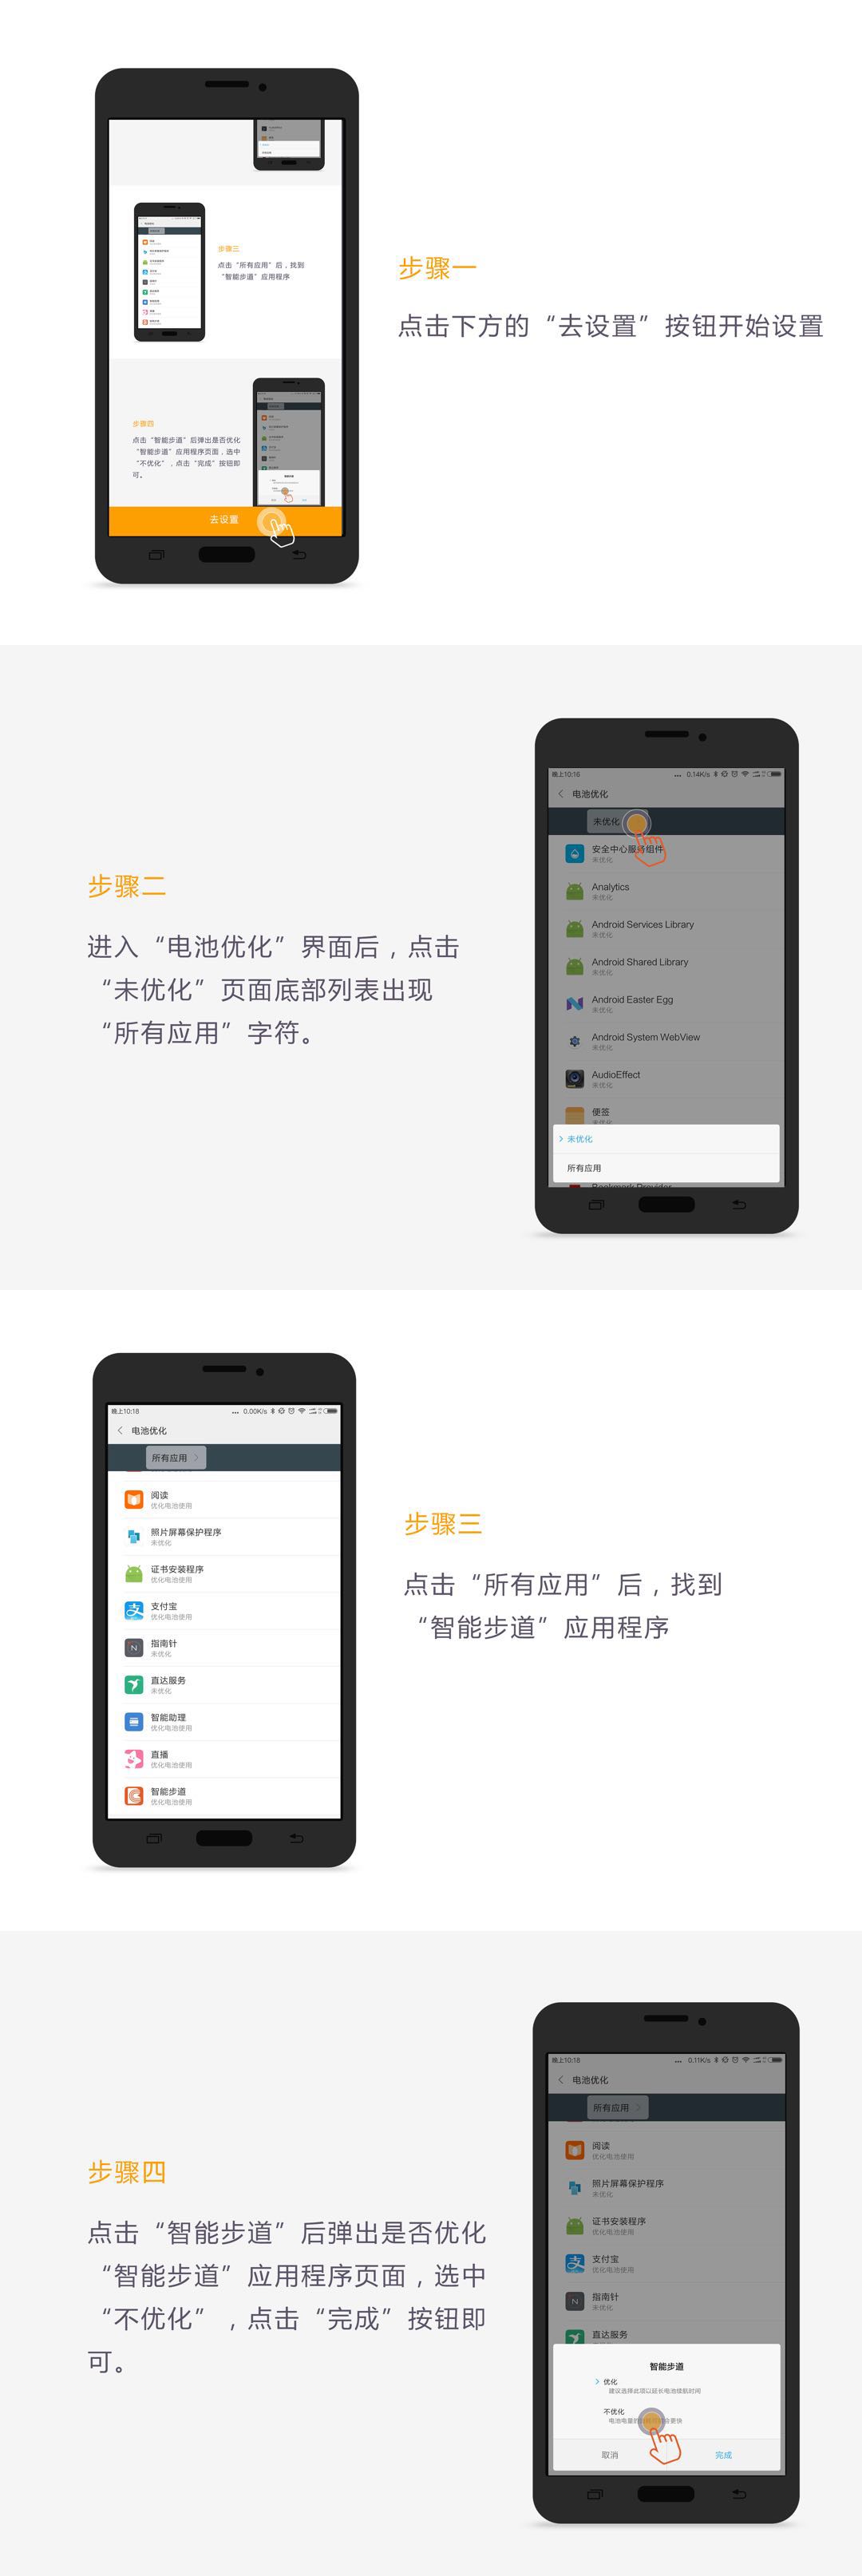 步骤三
点击“所有应用”后，找到
“智能步道”应用程序
步骤四
点击“智能步道”后弹出是否优化
“智能步道”应用程序页面，选中
“不优化”，点击“完成”按钮即
可。
去设置
步骤一
点击下方的“去设置”按钮开始设置
步骤二
进入“电池优化”界面后，点击
“未优化”页面底部列表出现
“所有应用”字符。
晚上10:16 ... 0.14K/s
电池优化
未优化
安全中心服务组件
未优化
Analytics
未优化
Android Services Library
未优化
Android Shared Library
未优化
Android Easter Egg
未优化
Android System WebView
未优化
AudioEffect
未优化
便签
未优化
未优化
所有应用
Bookmark Provider
晚上10:18 ... 0.00K/s
电池优化
所有应用
阅读
优化电池使用
照片屏幕保护程序
未优化
证书安装程序
优化电池使用
支付宝
优化电池使用
指南针
未优化
直达服务
未优化
智能助理
优化电池使用
直播
优化电池使用
智能步道
优化电池使用
步骤三
点击“所有应用”后，找到
“智能步道”应用程序
步骤四
点击“智能步道”后弹出是否优化
“智能步道”应用程序页面，选中
“不优化”，点击“完成”按钮即
可。
晚上10:18 ... 0.11K/s
电池优化
所有应用
阅读
优化电池使用
照片屏幕保护程序
未优化
证书安装程序
优化电池使用
支付宝
优化电池使用
指南针
未优化
直达服务
智能步道
优化
建议选择此项以延长电池续航时间
不优化
电池电量的
会更快
取消
完成